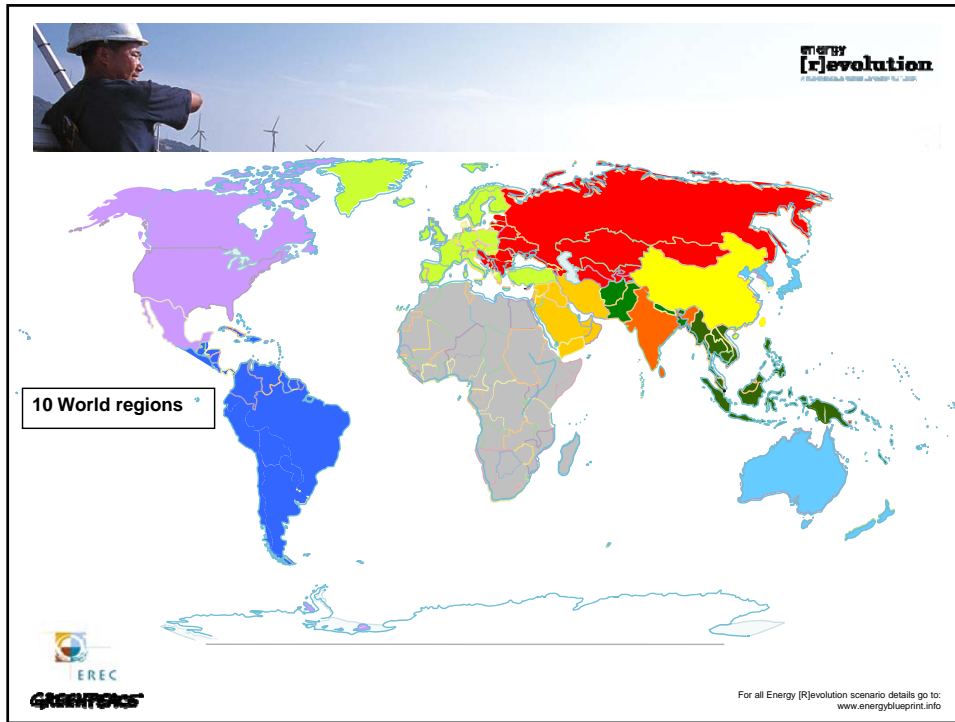 energy
[r]evolution
10 World regions
EREC
GREENPEACE
For all Energy [R]evolution scenario details go to:
www.energyblueprint.info